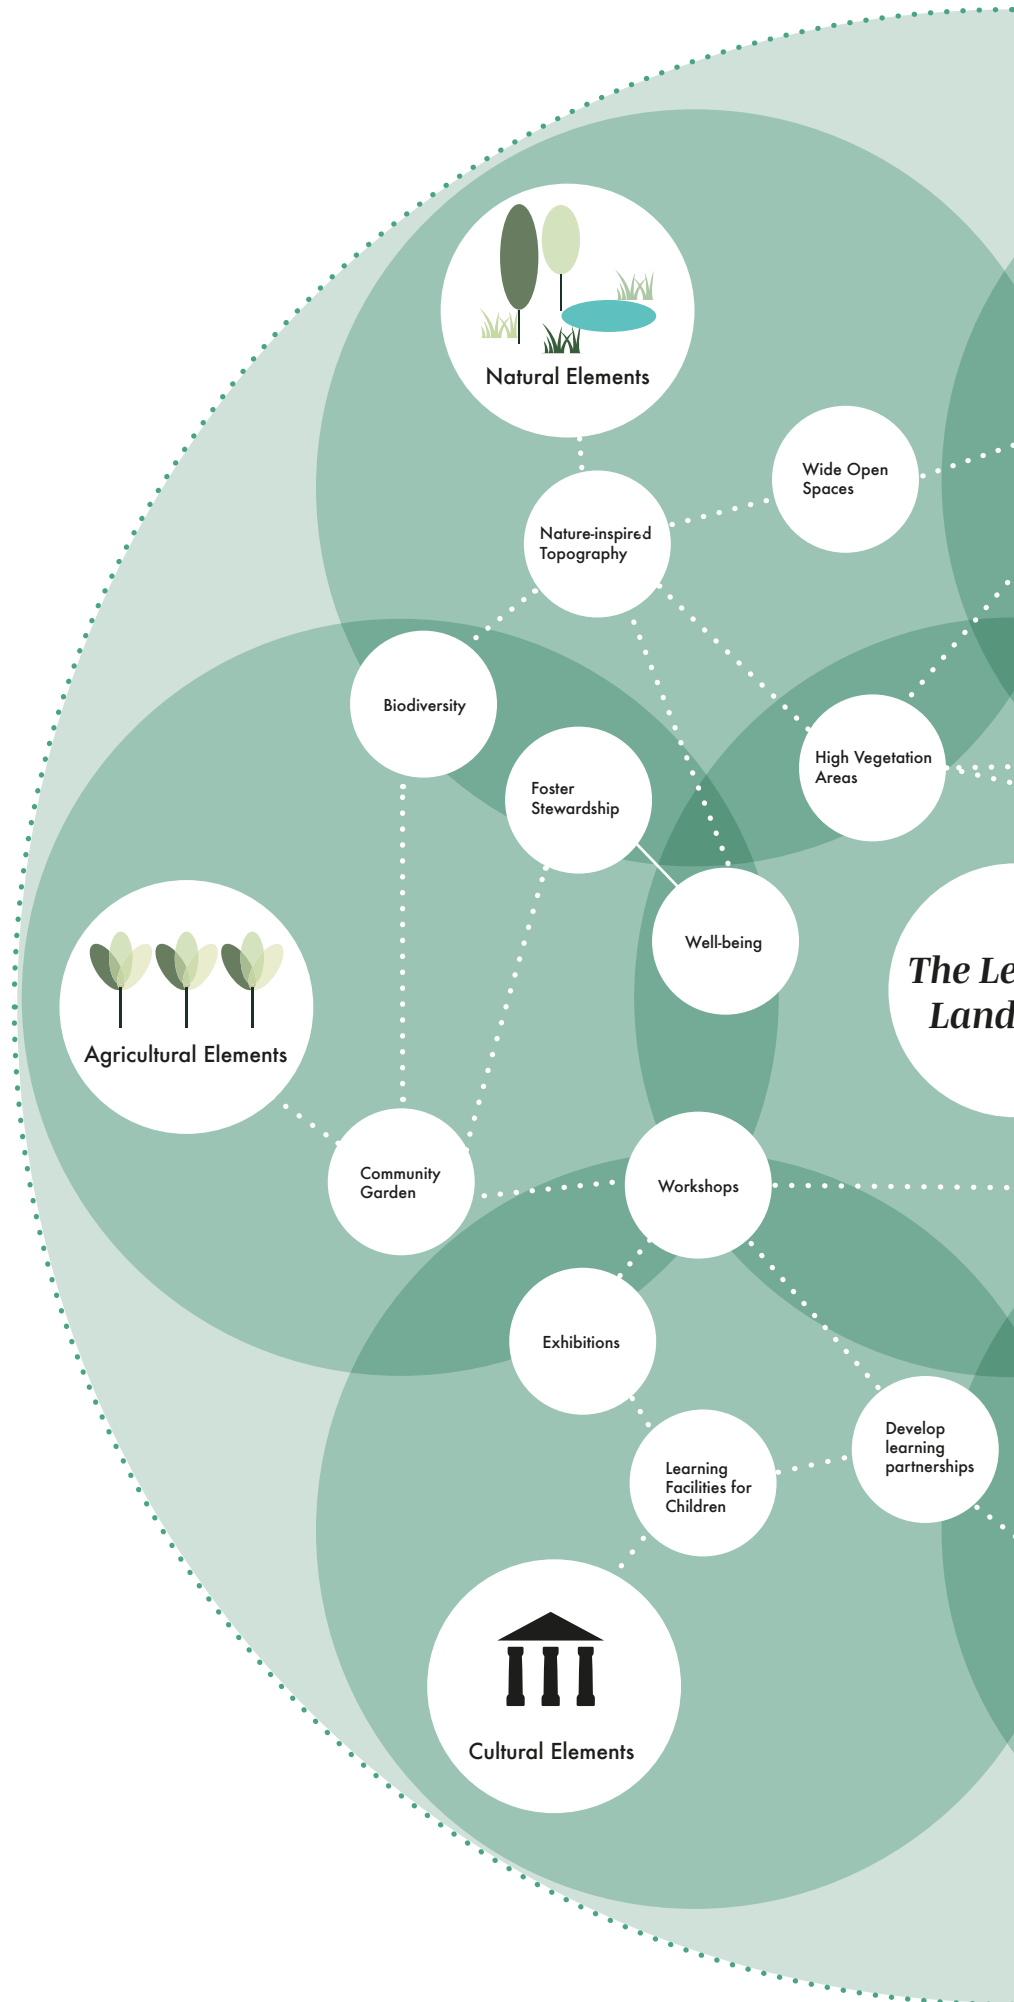 Natural Elements
Wide Open
Spaces
Nature-inspired
Topography
Biodiversity
High Vegetation
Areas
Foster
Stewardship
Well-being
The Le
Land
Agricultural Elements
Community
Garden
Workshops
Exhibitions
Develop
learning
partnerships
Learning
Facilities for
Children
Cultural Elements